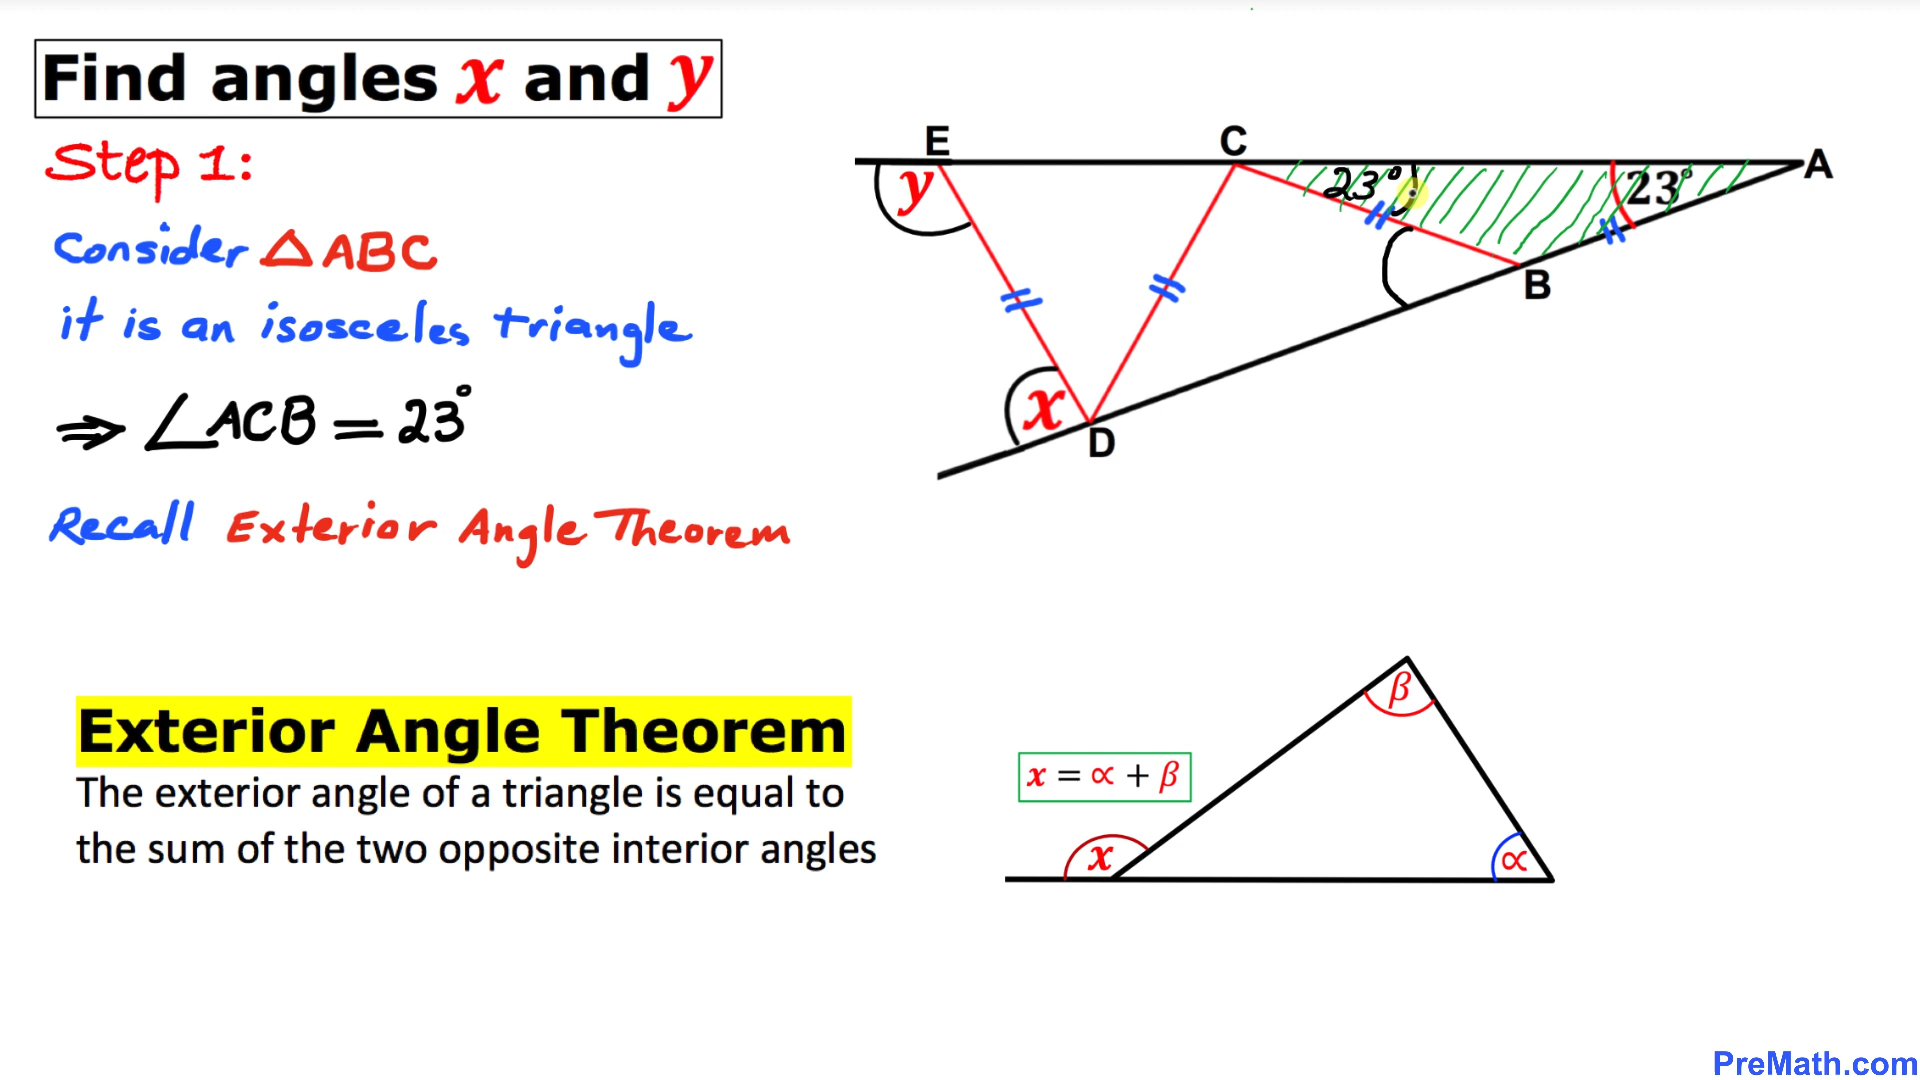 Find angles x and y
Step 1:
Consider △ABC
it is an isosceles triangle
⇒ ∠ACB = 23°
Recall Exterior Angle Theorem
E
C
A
y
23°
23°
B
x
D
Exterior Angle Theorem
The exterior angle of a triangle is equal to
the sum of the two opposite interior angles
β
x = ∝ + β
x
∝
PreMath.com